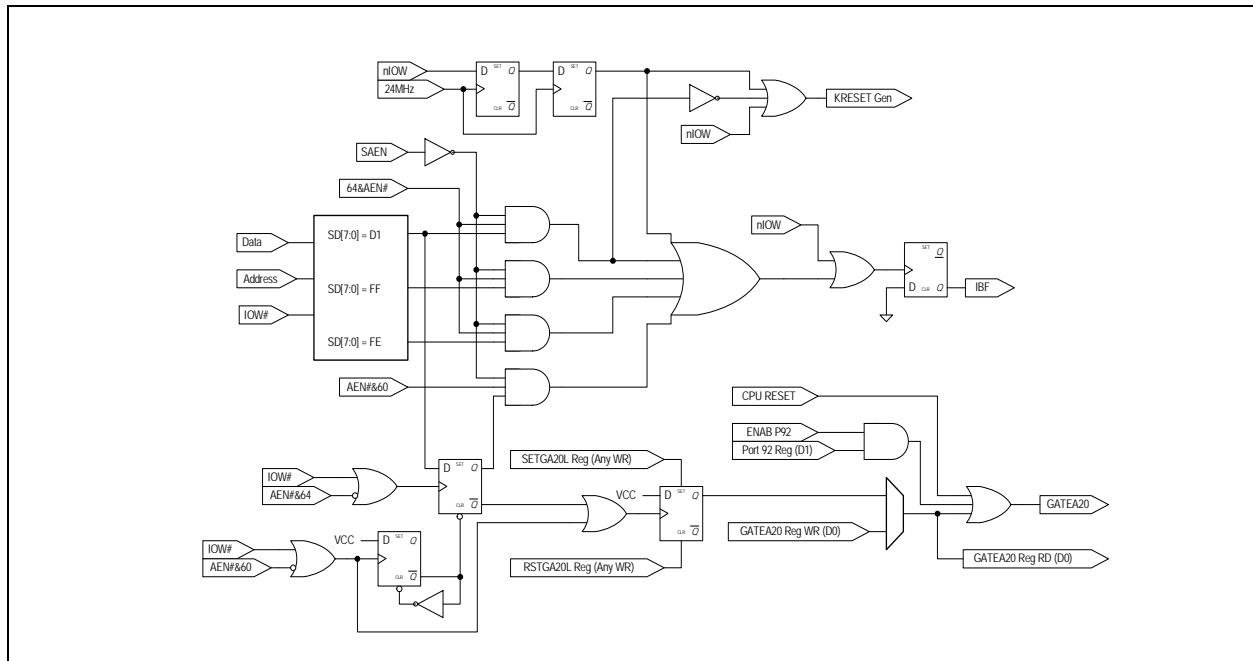 nIOW
24MHz
D SET Q
CLR Q
D SET Q
CLR Q
KRESET Gen
nIOW
SAEN
64&AEN#
Data
Address
IOW#
SD[7:0] = D1
SD[7:0] = FF
SD[7:0] = FE
nIOW
SET Q
D CLR Q
IBF
AEN#&60
CPU RESET
ENAB P92
Port 92 Reg (D1)
IOW#
AEN#&64
D SET Q
CLR Q
SETGA20L Reg (Any WR)
VCC
D SET Q
CLR Q
GATEA20
GATEA20 Reg WR (D0)
GATEA20 Reg RD (D0)
RSTGA20L Reg (Any WR)
IOW#
AEN#&60
VCC
D SET Q
CLR Q